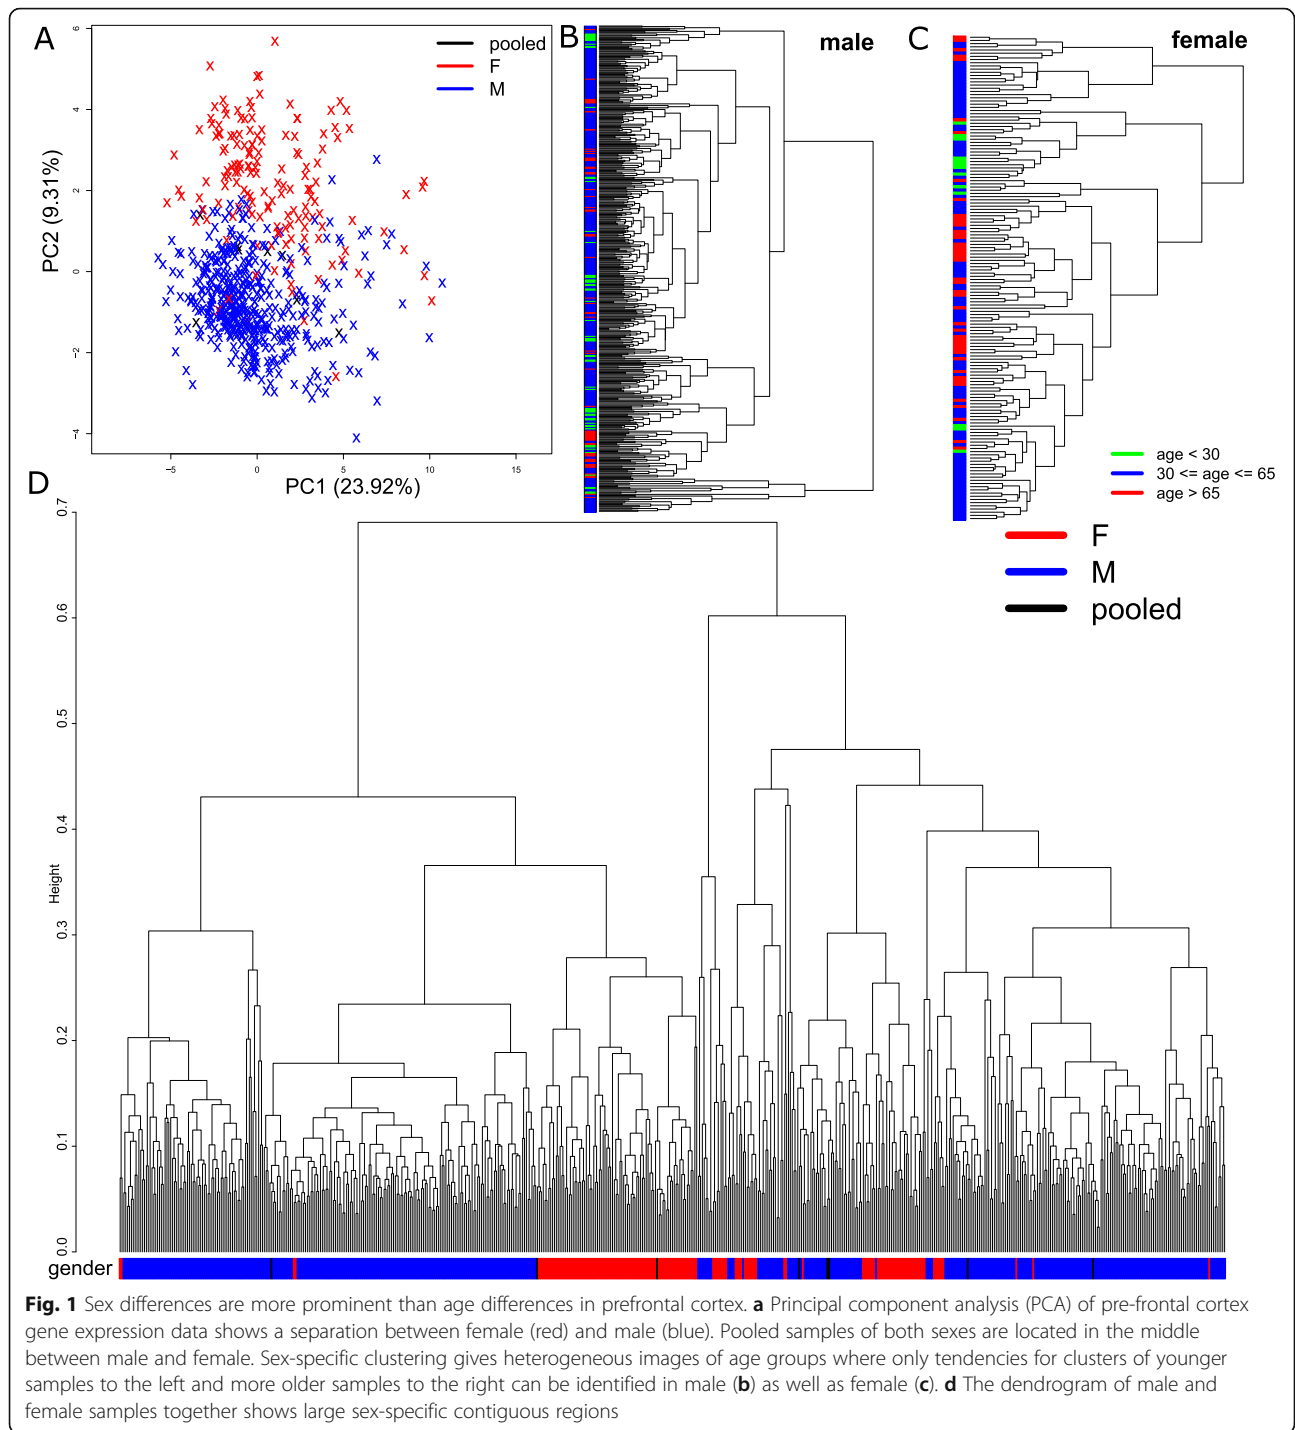 A
pooled
F
M
PC2 (9.31%)
6
4
2
0
−2
−4
−5
0
5
10
15
PC1 (23.92%)
B
male
C
female
age < 30
30 <= age <= 65
age > 65
D
F
M
pooled
Height
0.7
0.6
0.5
0.4
0.3
0.2
0.1
0.0
gender
Fig. 1 Sex differences are more prominent than age differences in prefrontal cortex. a Principal component analysis (PCA) of pre-frontal cortex
gene expression data shows a separation between female (red) and male (blue). Pooled samples of both sexes are located in the middle
between male and female. Sex-specific clustering gives heterogeneous images of age groups where only tendencies for clusters of younger
samples to the left and more older samples to the right can be identified in male (b) as well as female (c). d The dendrogram of male and
female samples together shows large sex-specific contiguous regions